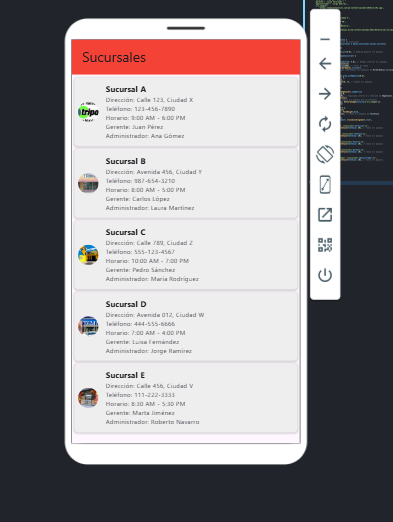 Sucursales
Sucursal A
Dirección: Calle 123, Ciudad X
Teléfono: 123-456-7890
Horario: 9:00 AM - 6:00 PM
Gerente: Juan Pérez
Administrador: Ana Gómez
Sucursal B
Dirección: Avenida 456, Ciudad Y
Teléfono: 987-654-3210
Horario: 8:00 AM - 5:00 PM
Gerente: Carlos López
Administrador: Laura Martínez
Sucursal C
Dirección: Calle 789, Ciudad Z
Teléfono: 555-123-4567
Horario: 10:00 AM - 7:00 PM
Gerente: Pedro Sánchez
Administrador: María Rodríguez
Sucursal D
Dirección: Avenida 012, Ciudad W
Teléfono: 444-555-6666
Horario: 7:00 AM - 4:00 PM
Gerente: Luisa Fernández
Administrador: Jorge Ramírez
Sucursal E
Dirección: Calle 456, Ciudad V
Teléfono: 111-222-3333
Horario: 8:30 AM - 5:30 PM
Gerente: Marta Jiménez
Administrador: Roberto Navarro